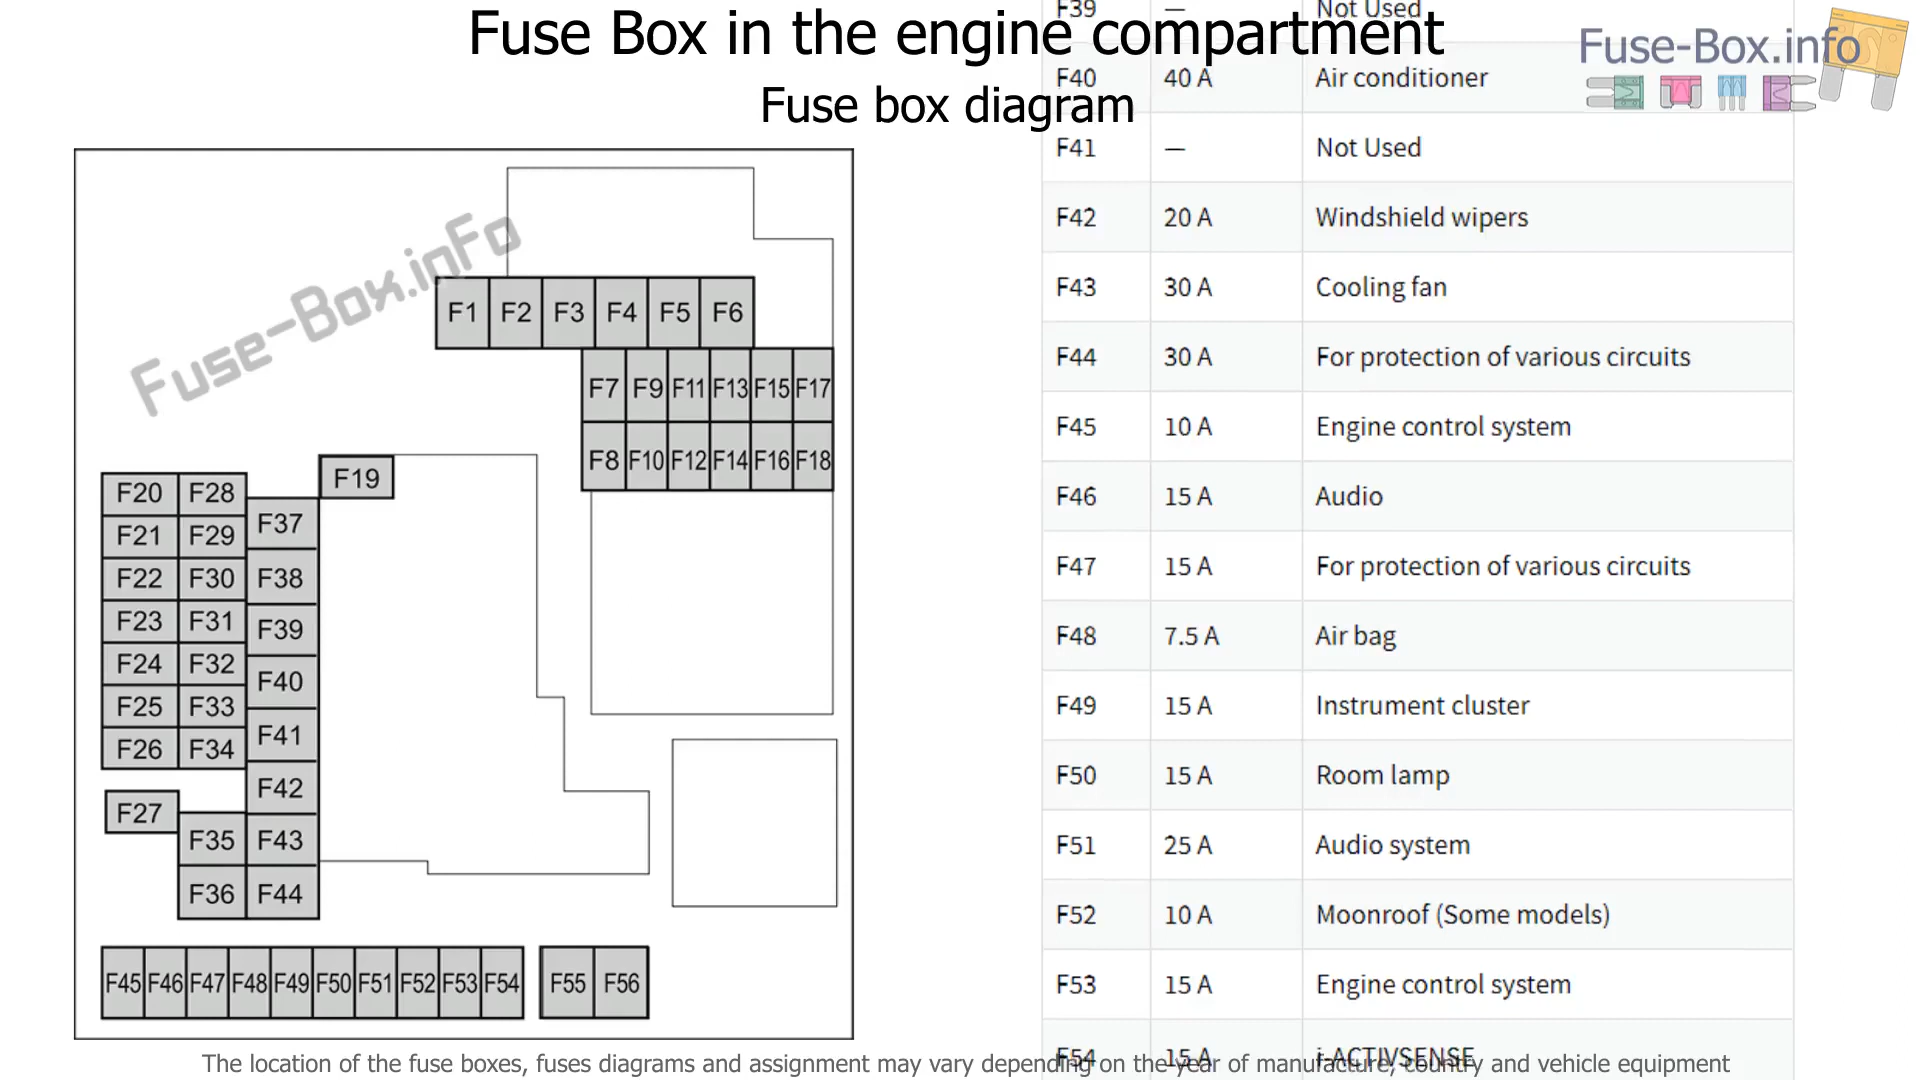 Fuse Box in the engine compartment
Fuse box diagram
Fuse-Box.info
Fuse-Box.inFo
F1 F2 F3 F4 F5 F6
F7 F9 F11 F13 F15 F17
F8 F10 F12 F14 F16 F18
F19
F20 F28
F37
F21 F29
F22 F30 F38
F23 F31 F39
F24 F32 F40
F25 F33
F41
F26 F34
F42
F27
F35 F43
F36 F44
F45 F46 F47 F48 F49 F50 F51 F52 F53 F54 F55 F56
F39 — Not Used
F40 40 A Air conditioner
F41 — Not Used
F42 20 A Windshield wipers
F43 30 A Cooling fan
F44 30 A For protection of various circuits
F45 10 A Engine control system
F46 15 A Audio
F47 15 A For protection of various circuits
F48 7.5 A Air bag
F49 15 A Instrument cluster
F50 15 A Room lamp
F51 25 A Audio system
F52 10 A Moonroof (Some models)
F53 15 A Engine control system
F54 15 A i-ACTIVSENSE
The location of the fuse boxes, fuses diagrams and assignment may vary depending on the year of manufacture, country and vehicle equipment